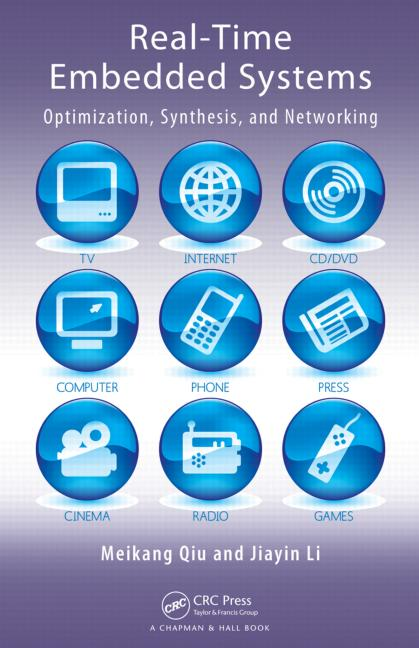 Real-Time
Embedded Systems
Optimization, Synthesis, and Networking
TV INTERNET CD/DVD
COMPUTER PHONE PRESS
CINEMA RADIO GAMES
Meikang Qiu and Jiayin Li
CRC CRC Press
Taylor & Francis Group
A CHAPMAN & HALL BOOK